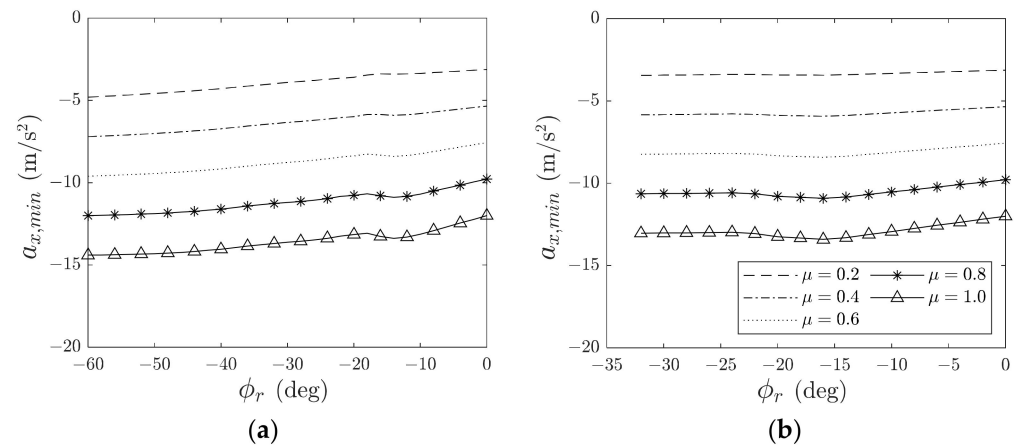 0
−5
−10
−15
−20
a_{x,min} (m/s²)
−60 −50 −40 −30 −20 −10 0
ϕ_r (deg)
(a)
0
−5
−10
−15
−20
a_{x,min} (m/s²)
μ = 0.2 μ = 0.8
μ = 0.4 μ = 1.0
μ = 0.6
−35 −30 −25 −20 −15 −10 −5 0
ϕ_r (deg)
(b)